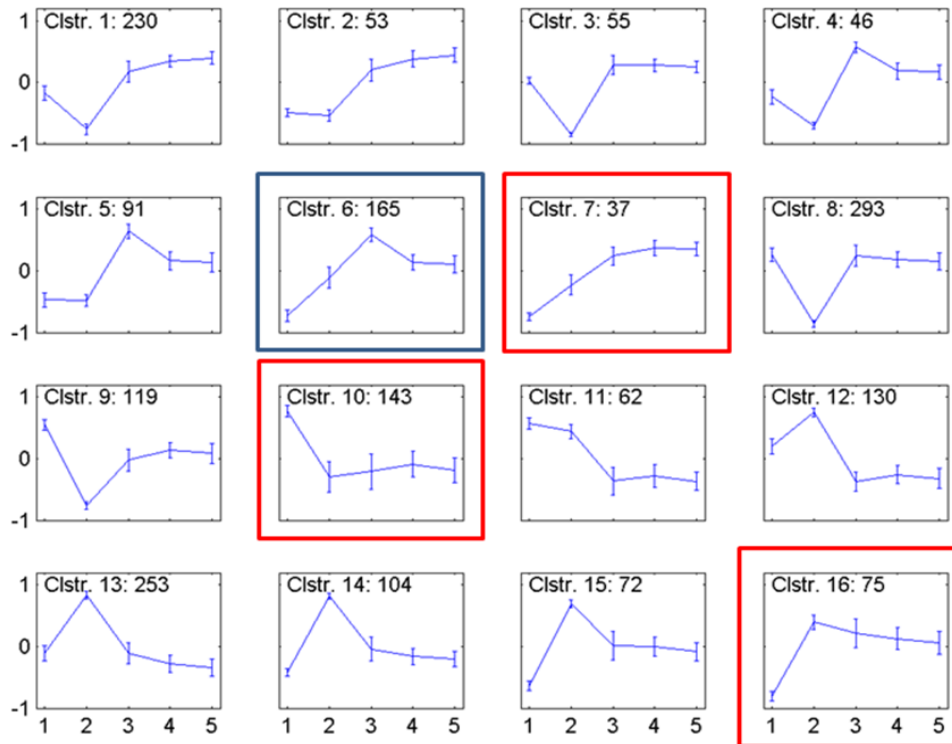 Clstr. 1: 230
Clstr. 2: 53
Clstr. 3: 55
Clstr. 4: 46
1
0
-1
Clstr. 5: 91
Clstr. 6: 165
Clstr. 7: 37
Clstr. 8: 293
1
0
-1
Clstr. 9: 119
Clstr. 10: 143
Clstr. 11: 62
Clstr. 12: 130
1
0
-1
Clstr. 13: 253
Clstr. 14: 104
Clstr. 15: 72
Clstr. 16: 75
1
0
-1
1 2 3 4 5 1 2 3 4 5 1 2 3 4 5 1 2 3 4 5